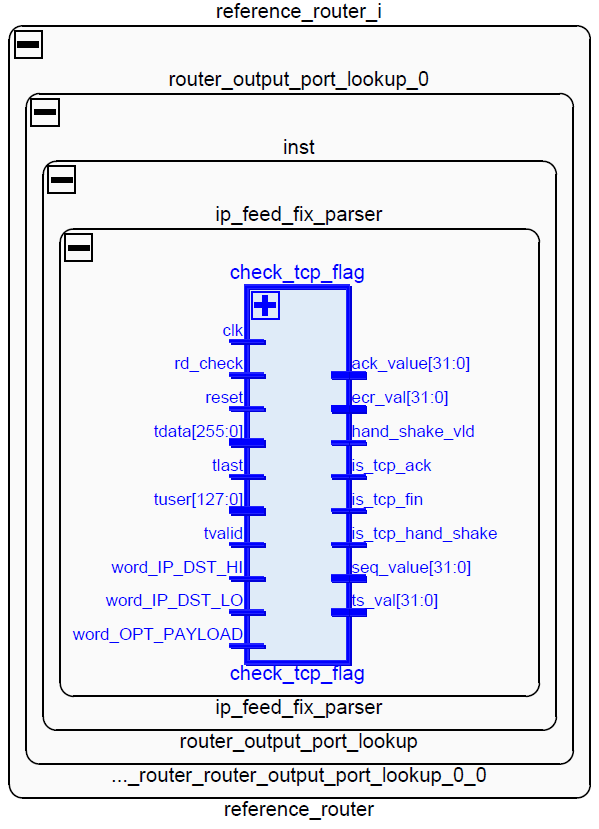 reference_router_i
router_output_port_lookup_0
inst
ip_feed_fix_parser
check_tcp_flag
clk
rd_check
ack_value[31:0]
reset
ecr_val[31:0]
tdata[255:0]
hand_shake_vld
tlast
is_tcp_ack
tuser[127:0]
is_tcp_fin
tvalid
is_tcp_hand_shake
word_IP_DST_HI
seq_value[31:0]
word_IP_DST_LO
ts_val[31:0]
word_OPT_PAYLOAD
check_tcp_flag
ip_feed_fix_parser
router_output_port_lookup
..._router_router_output_port_lookup_0_0
reference_router